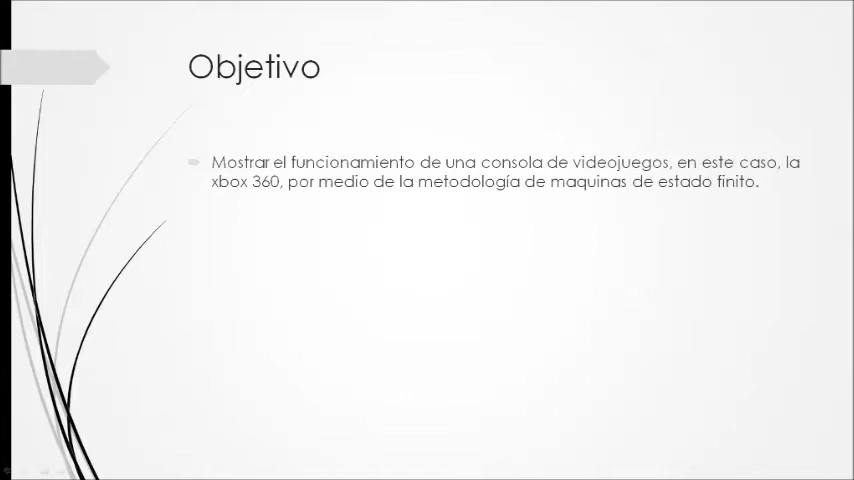 Objetivo
Mostrar el funcionamiento de una consola de videojuegos, en este caso, la
xbox 360, por medio de la metodología de maquinas de estado finito.